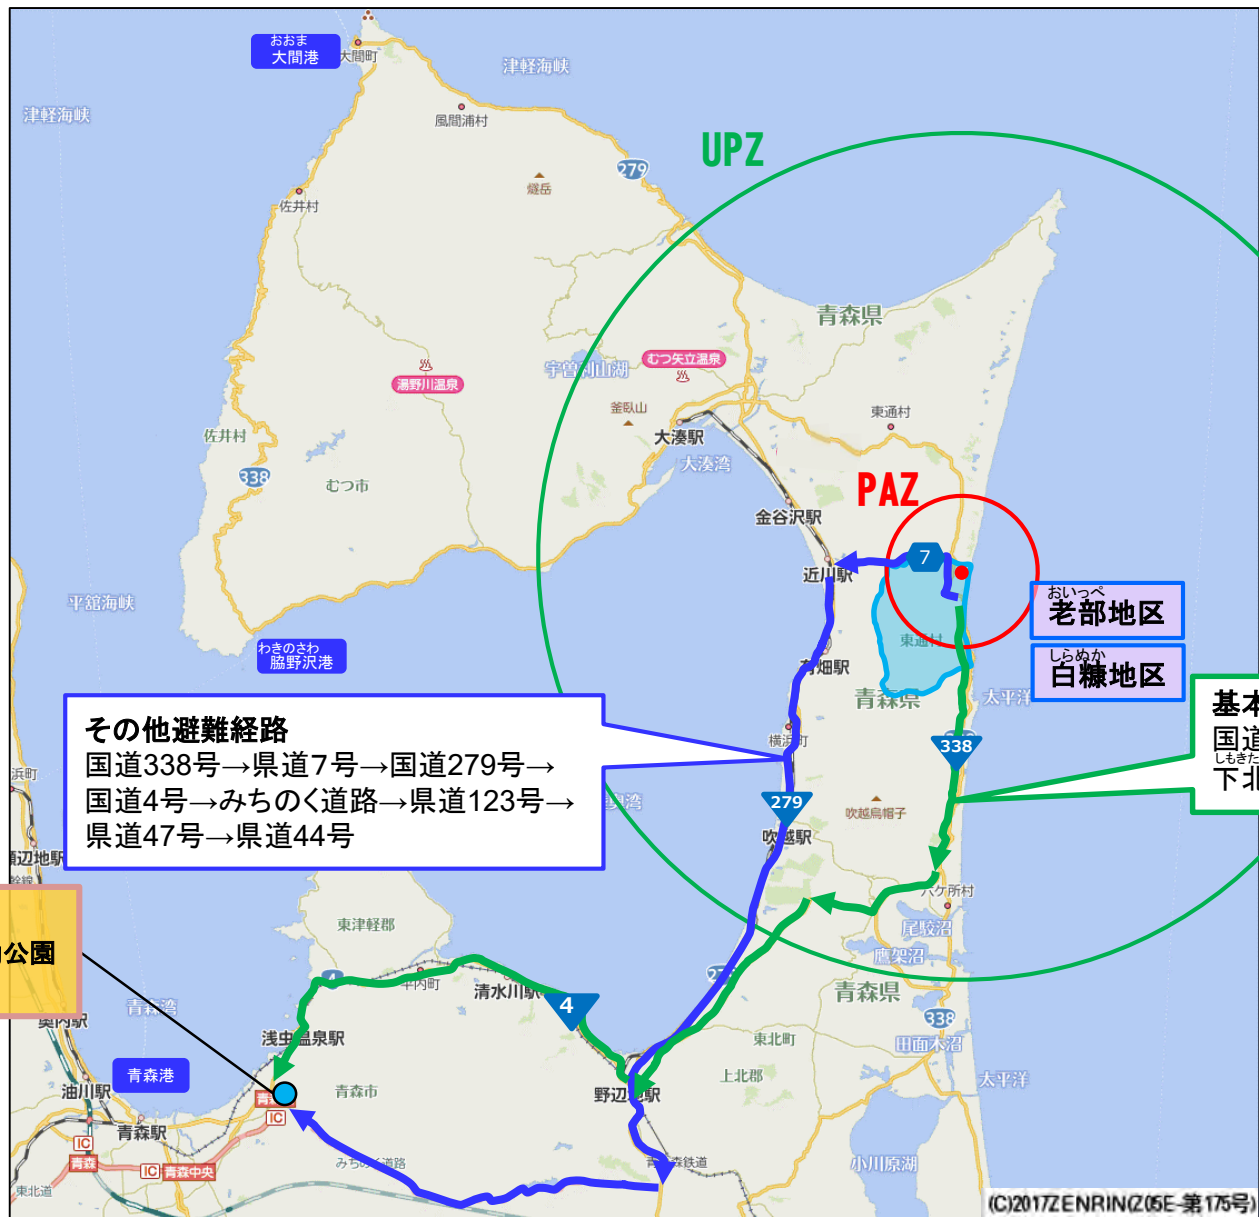 おおま
大間港
大間町
津軽海峡
津軽海峡
風間浦村
UPZ
279
燧岳
佐井村
青森県
宇曽利山湖
むつ矢立温泉
湯野川温泉
釜臥山
東通村
佐井村
大湊駅
大湊湾
338
むつ市
PAZ
金谷沢駅
7
近川駅
平舘海峡
おいっぺ
老部地区
東通村
わきのさわ
脇野沢港
しらぬか
白糠地区
有畑駅
青森県
太平洋
その他避難経路
国道338号→県道7号→国道279号→
国道4号→みちのく道路→県道123号→
県道47号→県道44号
基本
国道
しもきた
下北
横浜町
338
浜町
279
吹越烏帽子
吹越駅
瀬辺地駅
六ケ所村
東津軽郡
尾駮沼
公園
鷹架沼
4
平内町
清水川駅
青森県
青森湾
4
奥内駅
338
浅虫温泉駅
東北町
田面木沼
青森港
上北郡
太平洋
油川駅
青森市
野辺地駅
IC
青森駅
IC
みちのく道路
小川原湖
青森
IC
青森中央
東北道
(C)2017ZENRIN(Z05E-第175号)